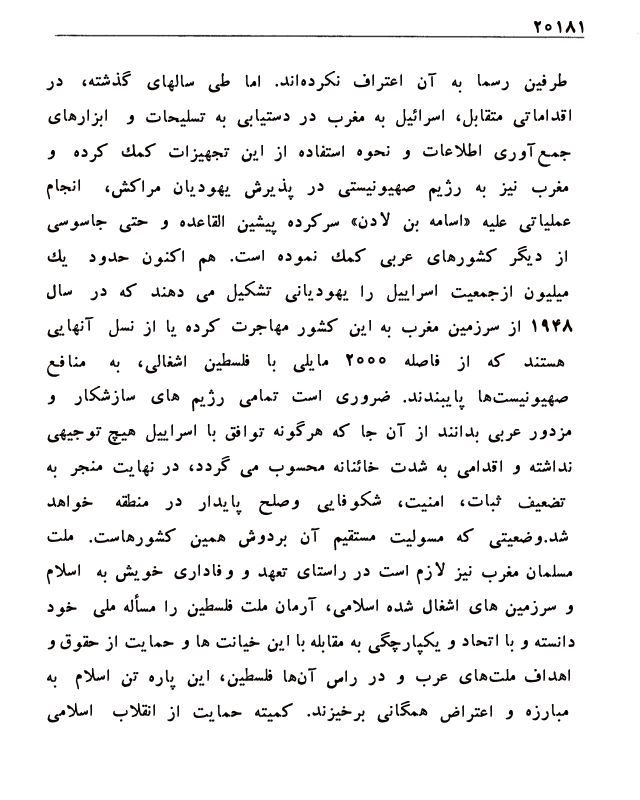 ۲۰۱۸۱
طرفین رسما به آن اعتراف نکرده‌اند. اما طی سالهای گذشته، در
اقداماتی متقابل، اسرائیل به مغرب در دستیابی به تسلیحات و ابزارهای
جمع‌آوری اطلاعات و نحوه استفاده از این تجهیزات کمك کرده و
مغرب نیز به رژیم صهیونیستی در پذیرش یهودیان مراکش، انجام
عملیاتی علیه «اسامه بن لادن» سرکرده پیشین القاعده و حتی جاسوسی
از دیگر کشورهای عربی کمك نموده است. هم اکنون حدود یك
میلیون ازجمعیت اسراییل را یهودیانی تشکیل می دهند که در سال
۱۹۴۸ از سرزمین مغرب به این کشور مهاجرت کرده یا از نسل آنهایی
هستند که از فاصله ۲۰۰۰ مایلی با فلسطین اشغالی، به منافع
صهیونیست‌ها پایبندند. ضروری است تمامی رژیم های سازشکار و
مزدور عربی بدانند از آن جا که هرگونه توافق با اسراییل هیچ توجیهی
نداشته و اقدامی به شدت خائنانه محسوب می گردد، در نهایت منجر به
تضعیف ثبات، امنیت، شکوفایی وصلح پایدار در منطقه خواهد
شد.وضعیتی که مسولیت مستقیم آن بردوش همین کشورهاست. ملت
مسلمان مغرب نیز لازم است در راستای تعهد و وفاداری خویش به اسلام
و سرزمین های اشغال شده اسلامی، آرمان ملت فلسطین را مسأله ملی خود
دانسته و با اتحاد و یکپارچگی به مقابله با این خیانت ها و حمایت از حقوق و
اهداف ملت‌های عرب و در راس آن‌ها فلسطین، این پاره تن اسلام به
مبارزه و اعتراض همگانی برخیزند. کمیته حمایت از انقلاب اسلامی